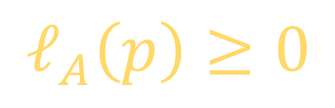 ℓ_A(p) ≥ 0